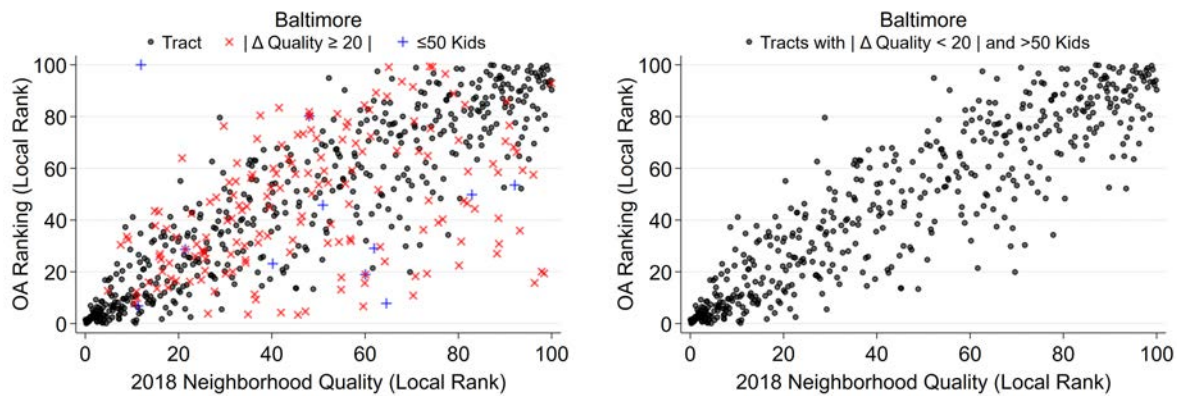 Baltimore
● Tract × | Δ Quality ≥ 20 | + ≤50 Kids
OA Ranking (Local Rank)
100
80
60
40
20
0
0 20 40 60 80 100
2018 Neighborhood Quality (Local Rank)
Baltimore
● Tracts with | Δ Quality < 20 | and >50 Kids
OA Ranking (Local Rank)
100
80
60
40
20
0
0 20 40 60 80 100
2018 Neighborhood Quality (Local Rank)